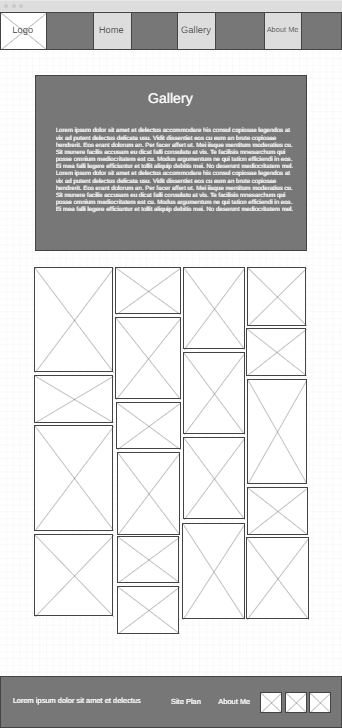 Logo
Home
Gallery
About Me
Gallery
Lorem ipsum dolor sit amet et delectus accommodare his consul copiosae legendos at
vix ad putent delectus delicata usu. Vidit dissentiet eos cu eum an brute copiosae
hendrerit. Eos erant dolorum an. Per facer affert ut. Mei iisque mentitum moderatius cu.
Sit munere facilis accusam eu dicat falli consulatu at vis. Te facilisis mnesarchum qui
posse omnium mediocritatem est cu. Modus argumentum ne qui tation efficiendi in eos.
Ei mea falli legere efficiantur et tollit aliquip debitis mei. No deserunt mediocritatem mel.
Lorem ipsum dolor sit amet et delectus accommodare his consul copiosae legendos at
vix ad putent delectus delicata usu. Vidit dissentiet eos cu eum an brute copiosae
hendrerit. Eos erant dolorum an. Per facer affert ut. Mei iisque mentitum moderatius cu.
Sit munere facilis accusam eu dicat falli consulatu at vis. Te facilisis mnesarchum qui
posse omnium mediocritatem est cu. Modus argumentum ne qui tation efficiendi in eos.
Ei mea falli legere efficiantur et tollit aliquip debitis mei. No deserunt mediocritatem mel.
Lorem ipsum dolor sit amet et delectus
Site Plan
About Me